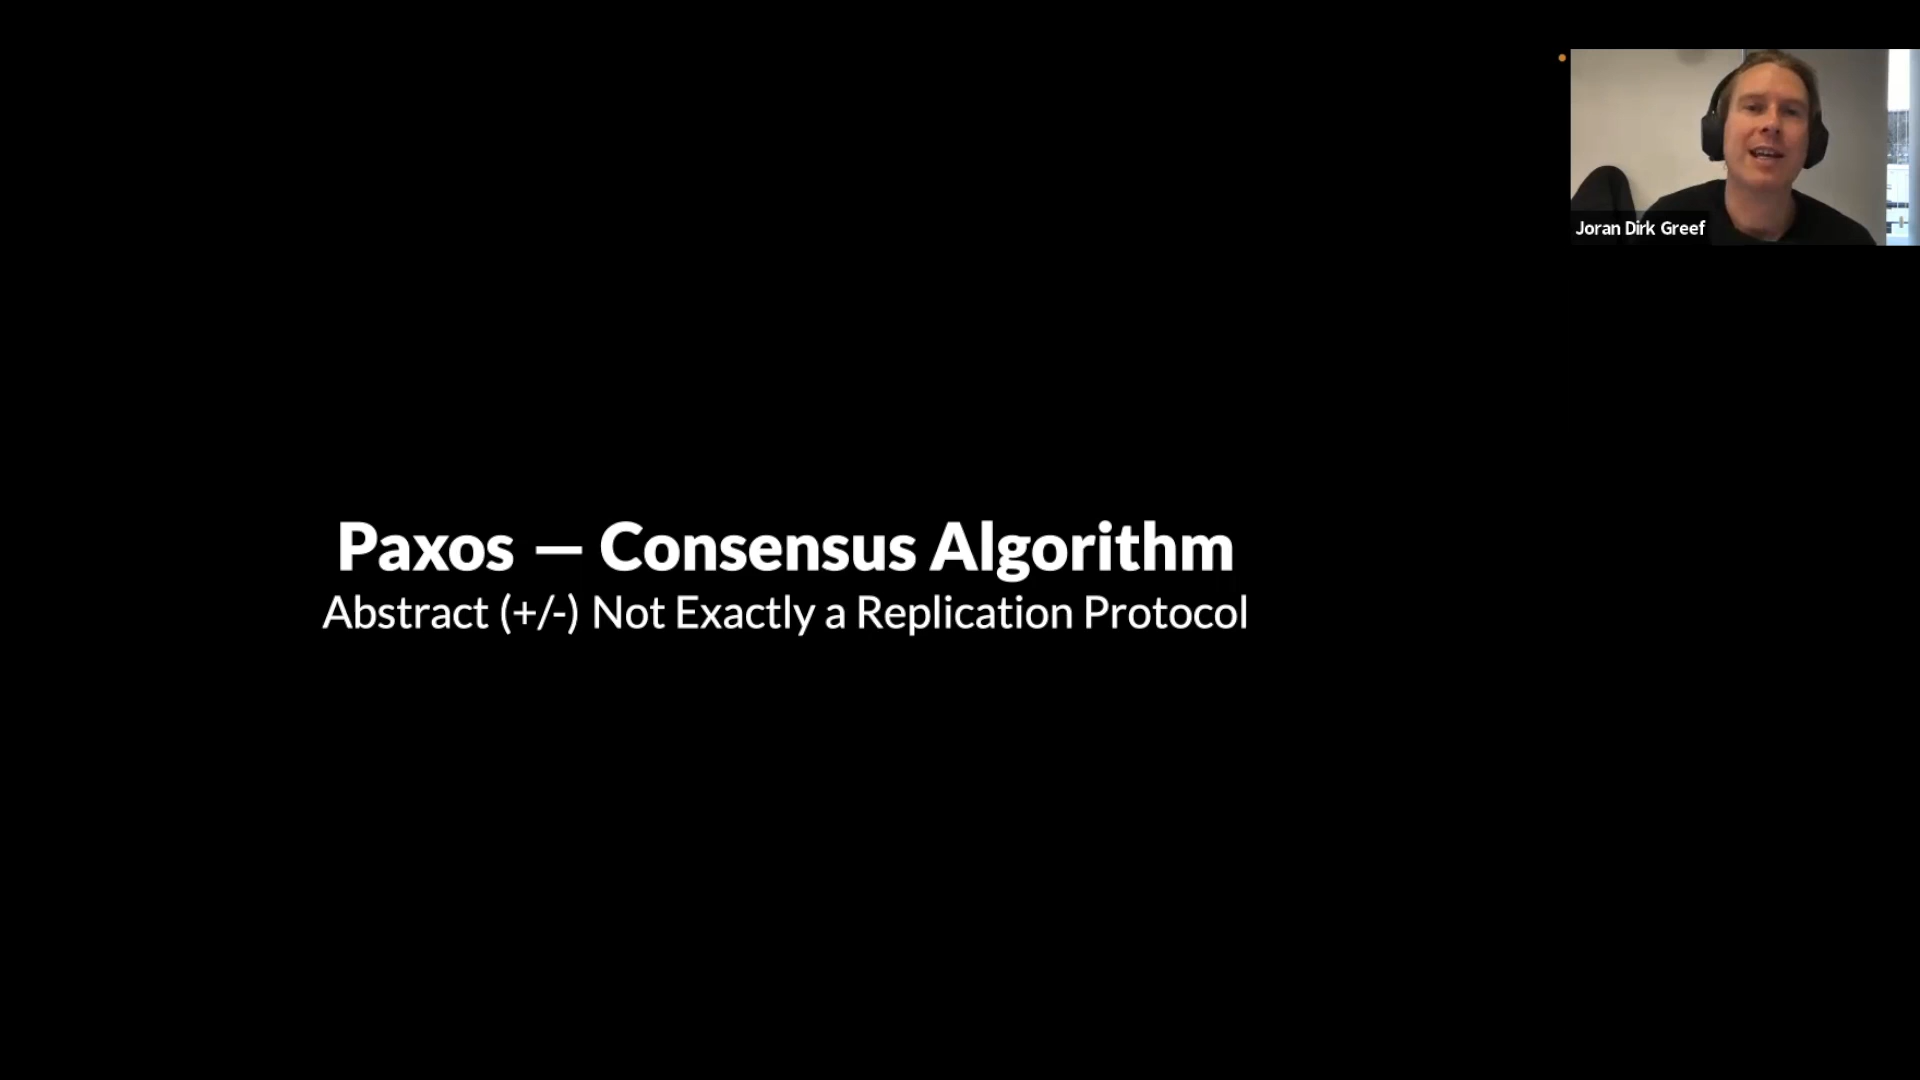 Joran Dirk Greef
Paxos — Consensus Algorithm
Abstract (+/-) Not Exactly a Replication Protocol